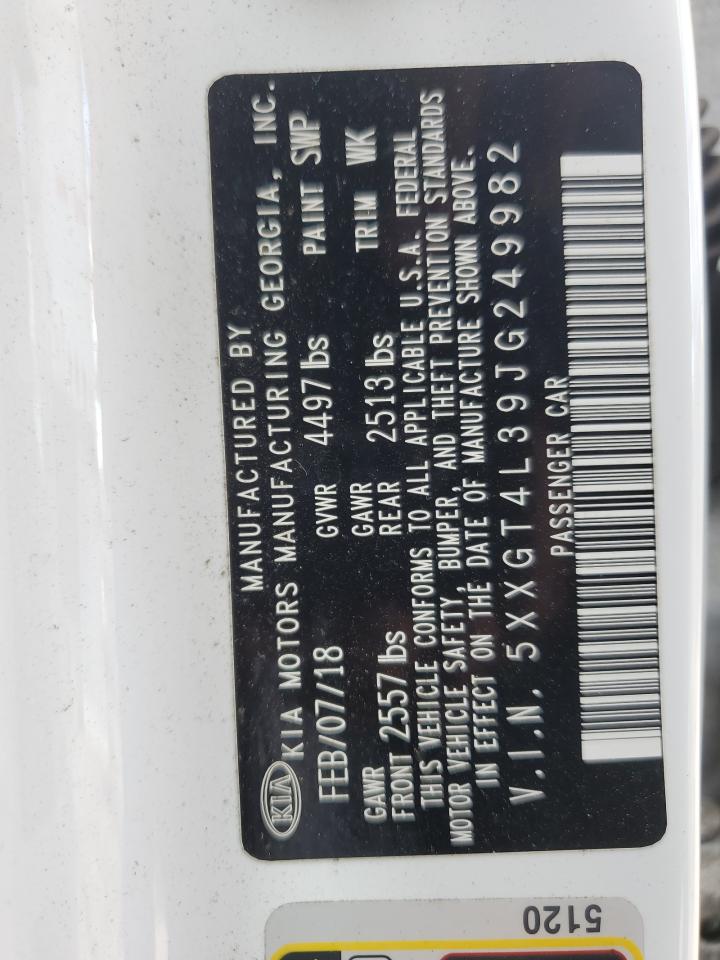 MANUFACTURED BY
KIA KIA MOTORS MANUFACTURING GEORGIA, INC.
FEB/07/18 GVWR 4497 lbs PAINT SWP
GAWR FRONT 2557 lbs GAWR REAR 2513 lbs TRIM WK
THIS VEHICLE CONFORMS TO ALL APPLICABLE U.S.A. FEDERAL
MOTOR VEHICLE SAFETY, BUMPER, AND THEFT PREVENTION STANDARDS
IN EFFECT ON THE DATE OF MANUFACTURE SHOWN ABOVE.
V.I.N. 5XXGT4L39JG249982
PASSENGER CAR
5120